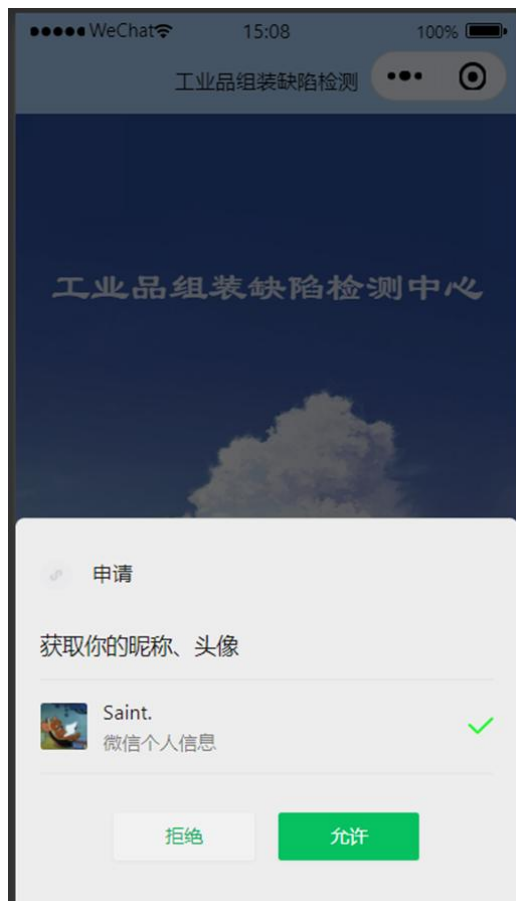 WeChat 15:08 100%
工业品组装缺陷检测
工业品组装缺陷检测中心
申请
获取你的昵称、头像
Saint.
微信个人信息
拒绝 允许